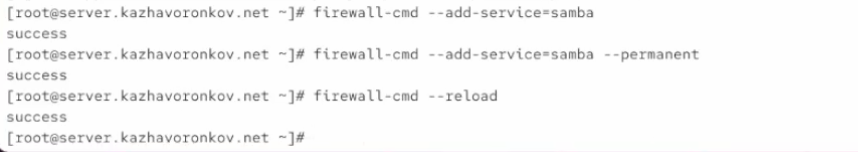 [root@server.kazhavoronkov.net ~]# firewall-cmd --add-service=samba
success
[root@server.kazhavoronkov.net ~]# firewall-cmd --add-service=samba --permanent
success
[root@server.kazhavoronkov.net ~]# firewall-cmd --reload
success
[root@server.kazhavoronkov.net ~]#